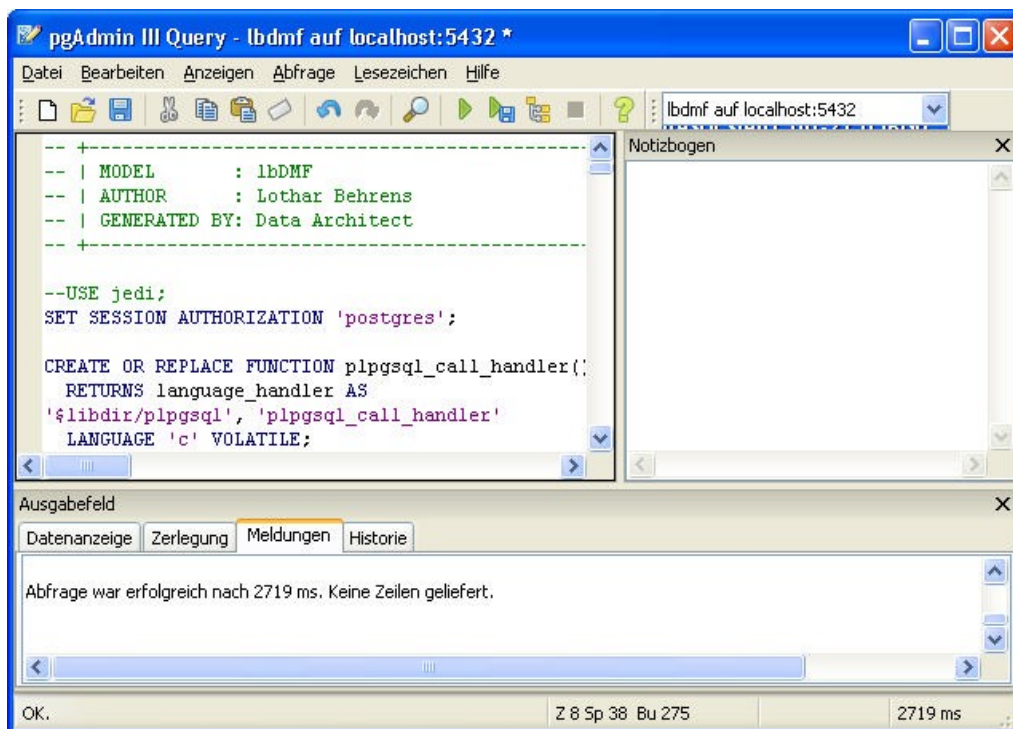 pgAdmin III Query - lbdmf auf localhost:5432 *
Datei Bearbeiten Anzeigen Abfrage Lesezeichen Hilfe
lbdmf auf localhost:5432
-- +-----------------------------------------------
-- | MODEL       : lbDMF
-- | AUTHOR      : Lothar Behrens
-- | GENERATED BY: Data Architect
-- +-----------------------------------------------
--USE jedi;
SET SESSION AUTHORIZATION 'postgres';
CREATE OR REPLACE FUNCTION plpgsql_call_handler()
RETURNS language_handler AS
'$libdir/plpgsql', 'plpgsql_call_handler'
LANGUAGE 'c' VOLATILE;
Notizbogen
Ausgabefeld
Datenanzeige Zerlegung Meldungen Historie
Abfrage war erfolgreich nach 2719 ms. Keine Zeilen geliefert.
OK. Z 8 Sp 38 Bu 275 2719 ms